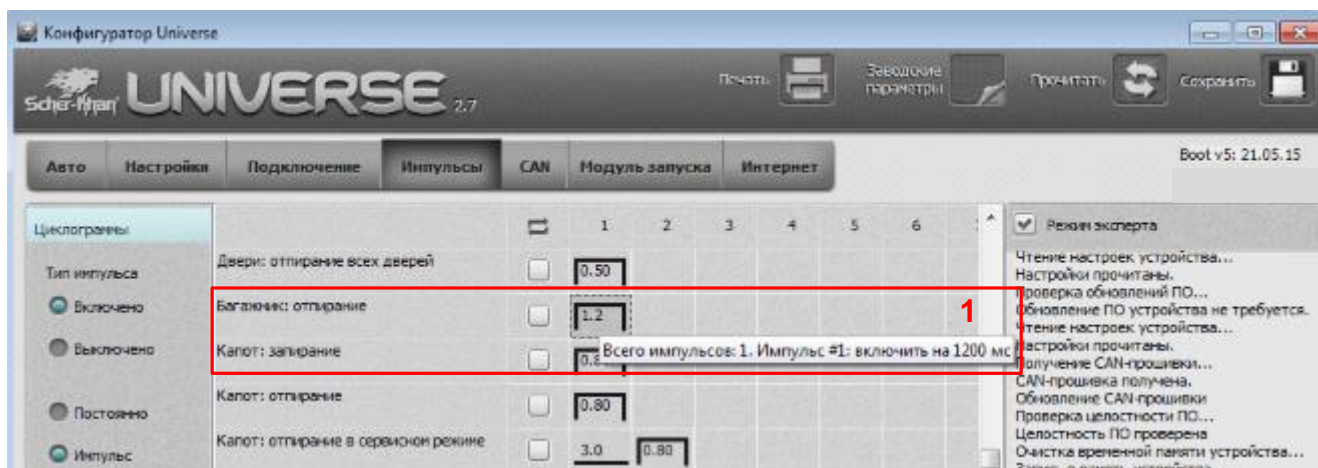 Конфигуратор Universe
Scher-Khan UNIVERSE 2.7
Печать
Заводские параметры
Прочитать
Сохранить
Авто Настройки Подключение Импульсы CAN Модуль запуска Интернет
Boot v5: 21.05.15
Циклограммы
1 2 3 4 5 6
Режим эксперта
Тип импульса
Включено
Выключено
Постоянно
Импульс
Двери: отпирание всех дверей 0.50
Багажник: отпирание 1.2
1
Всего импульсов: 1. Импульс #1: включить на 1200 мс
Капот: запирание
Капот: отпирание 0.80
Капот: отпирание в сервисном режиме 3.0 0.80
Чтение настроек устройства...
Настройки прочитаны.
Проверка обновлений ПО...
Обновление ПО устройства не требуется.
Чтение настроек устройства...
Настройки прочитаны.
Получение CAN-прошивки...
CAN-прошивка получена.
Обновление CAN-прошивки
Проверка целостности ПО...
Целостность ПО проверена
Очистка временной памяти устройства...